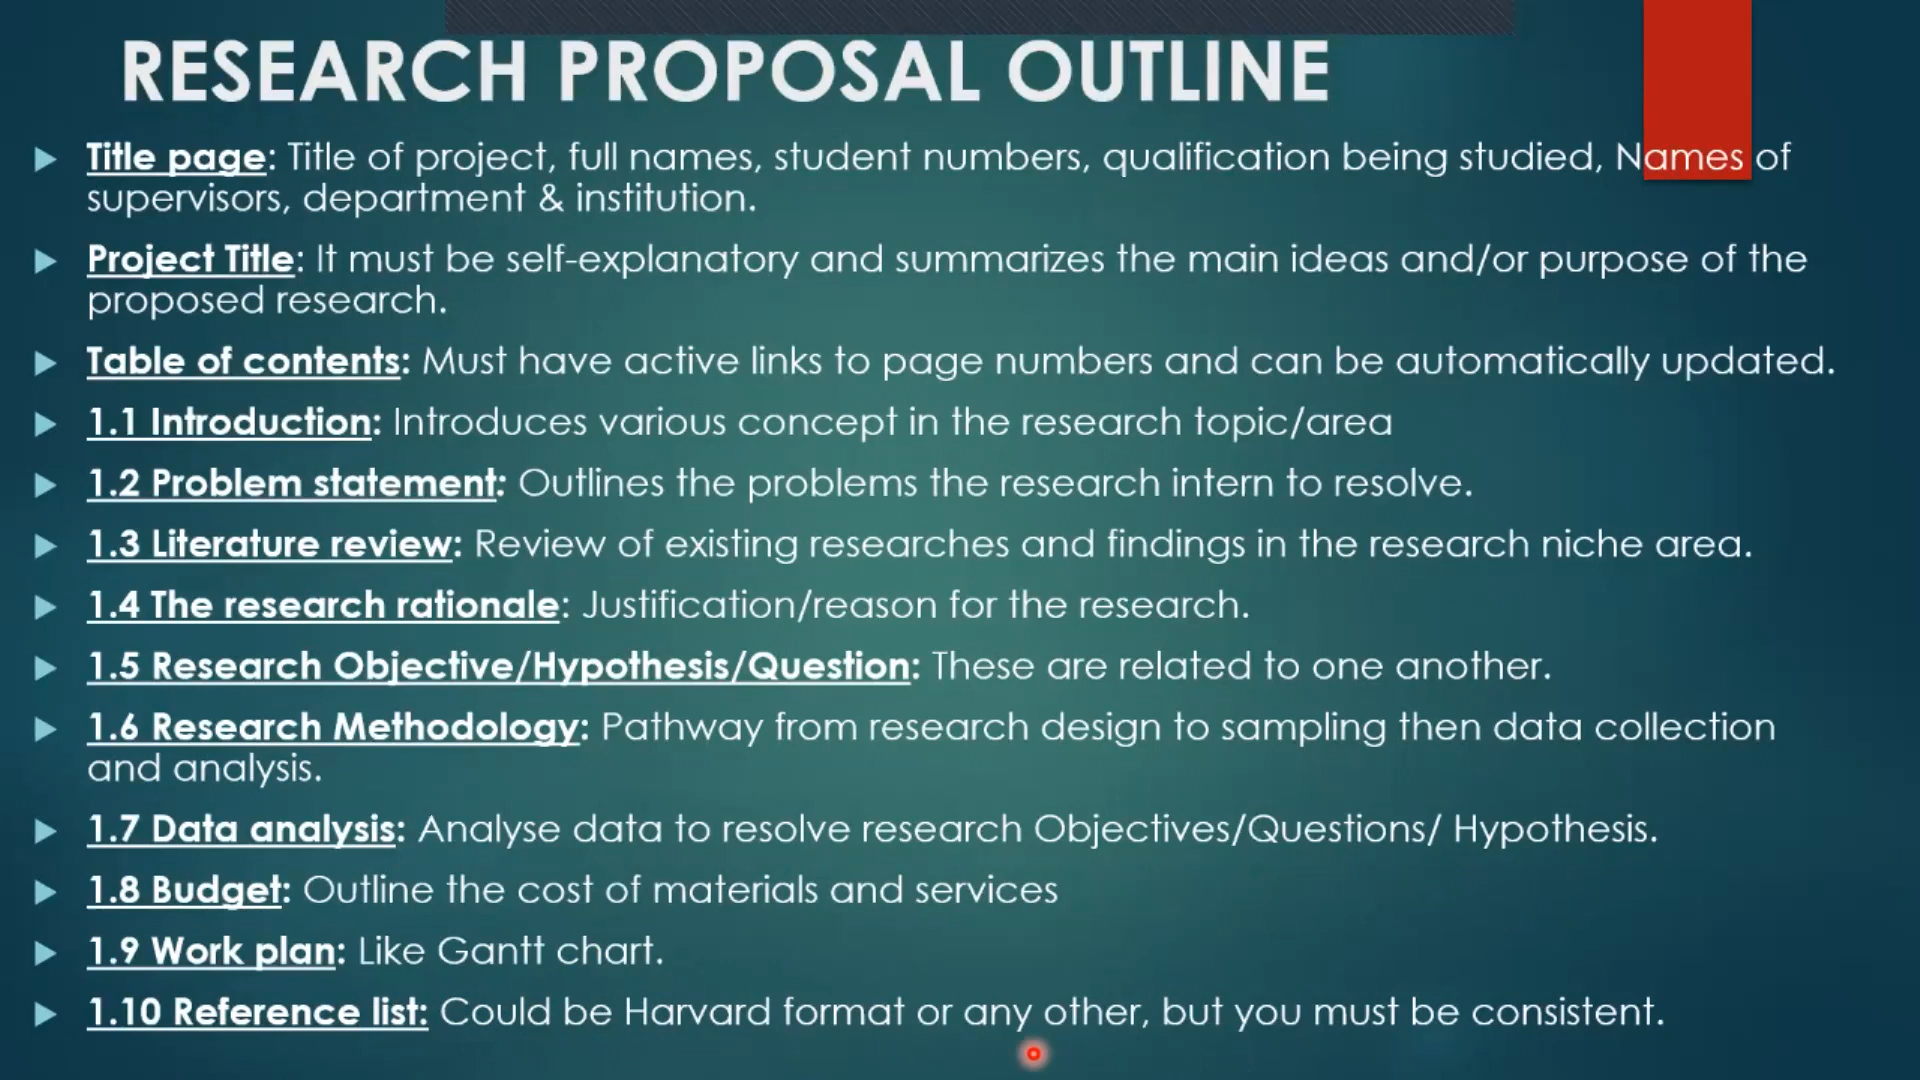 RESEARCH PROPOSAL OUTLINE
Title page: Title of project, full names, student numbers, qualification being studied, Names of
supervisors, department & institution.
Project Title: It must be self-explanatory and summarizes the main ideas and/or purpose of the
proposed research.
Table of contents: Must have active links to page numbers and can be automatically updated.
1.1 Introduction: Introduces various concept in the research topic/area
1.2 Problem statement: Outlines the problems the research intern to resolve.
1.3 Literature review: Review of existing researches and findings in the research niche area.
1.4 The research rationale: Justification/reason for the research.
1.5 Research Objective/Hypothesis/Question: These are related to one another.
1.6 Research Methodology: Pathway from research design to sampling then data collection
and analysis.
1.7 Data analysis: Analyse data to resolve research Objectives/Questions/ Hypothesis.
1.8 Budget: Outline the cost of materials and services
1.9 Work plan: Like Gantt chart.
1.10 Reference list: Could be Harvard format or any other, but you must be consistent.